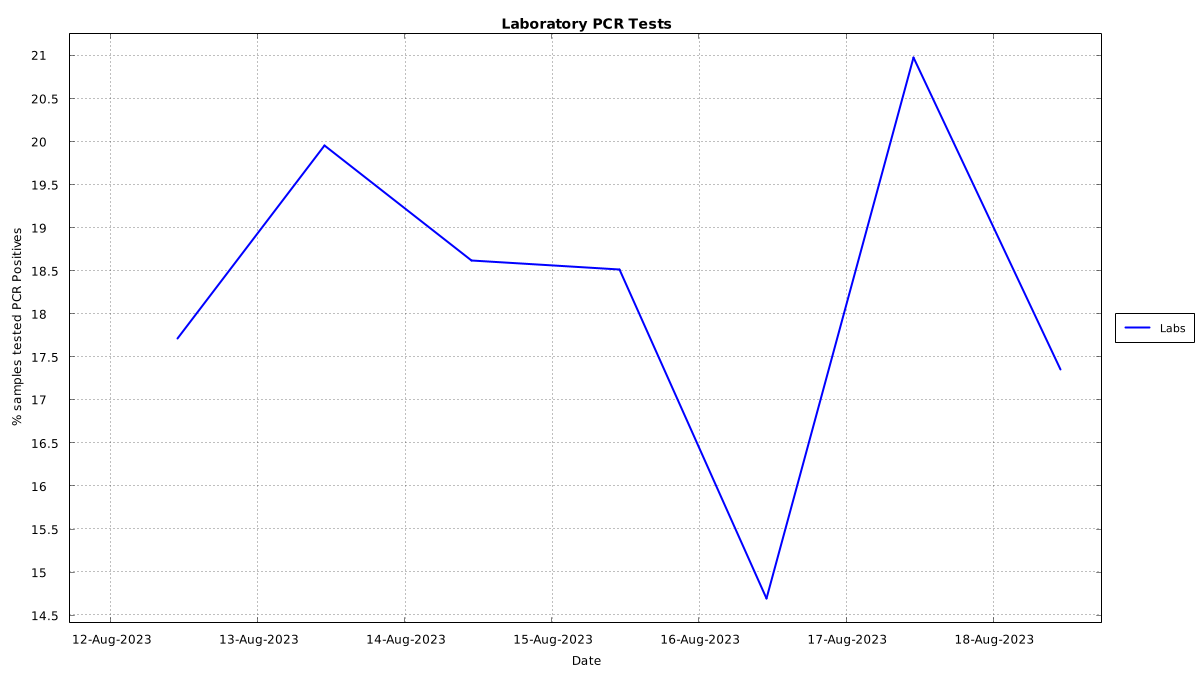 Laboratory PCR Tests
21
20.5
20
19.5
19
18.5
18
17.5
17
16.5
16
15.5
15
14.5
% samples tested PCR Positives
12-Aug-2023 13-Aug-2023 14-Aug-2023 15-Aug-2023 16-Aug-2023 17-Aug-2023 18-Aug-2023
Date
Labs